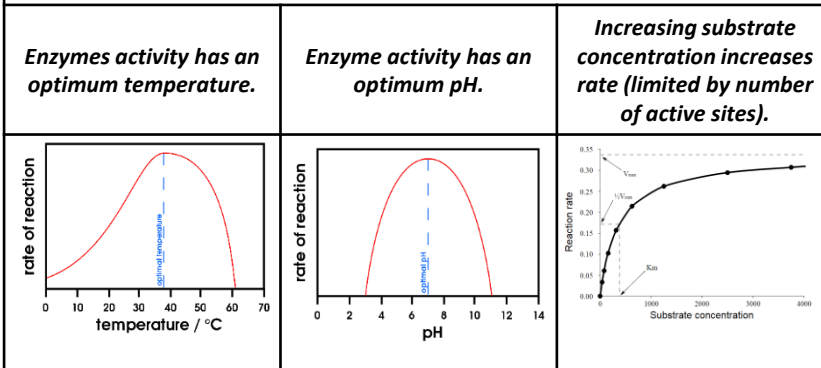 Enzymes activity has an
optimum temperature.
Enzyme activity has an
optimum pH.
Increasing substrate
concentration increases
rate (limited by number
of active sites).
rate of reaction
optimal temperature
0 10 20 30 40 50 60 70
temperature / °C
rate of reaction
optimal pH
0 2 4 6 8 10 12 14
pH
0.35
0.30
0.25
0.20
0.15
0.10
0.05
0.00
Reaction rate
Vmax
½Vmax
Km
0 1000 2000 3000 4000
Substrate concentration